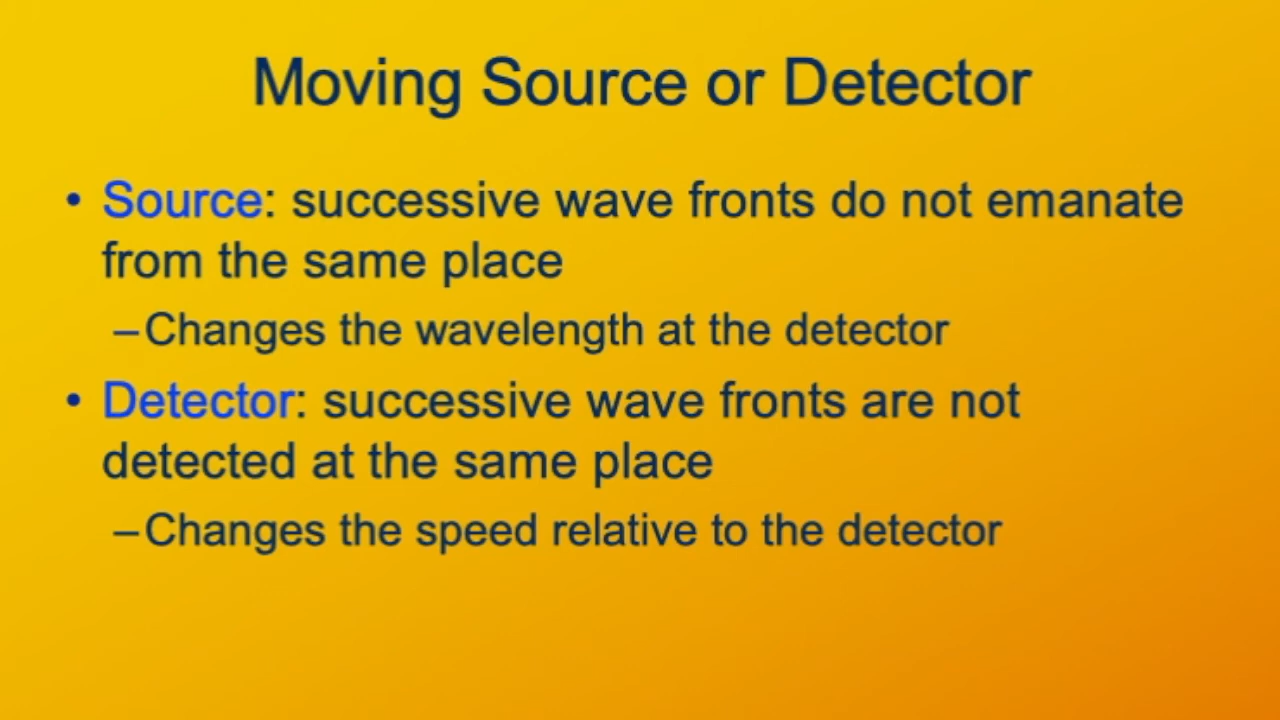 Moving Source or Detector
• Source: successive wave fronts do not emanate
from the same place
–Changes the wavelength at the detector
• Detector: successive wave fronts are not
detected at the same place
–Changes the speed relative to the detector